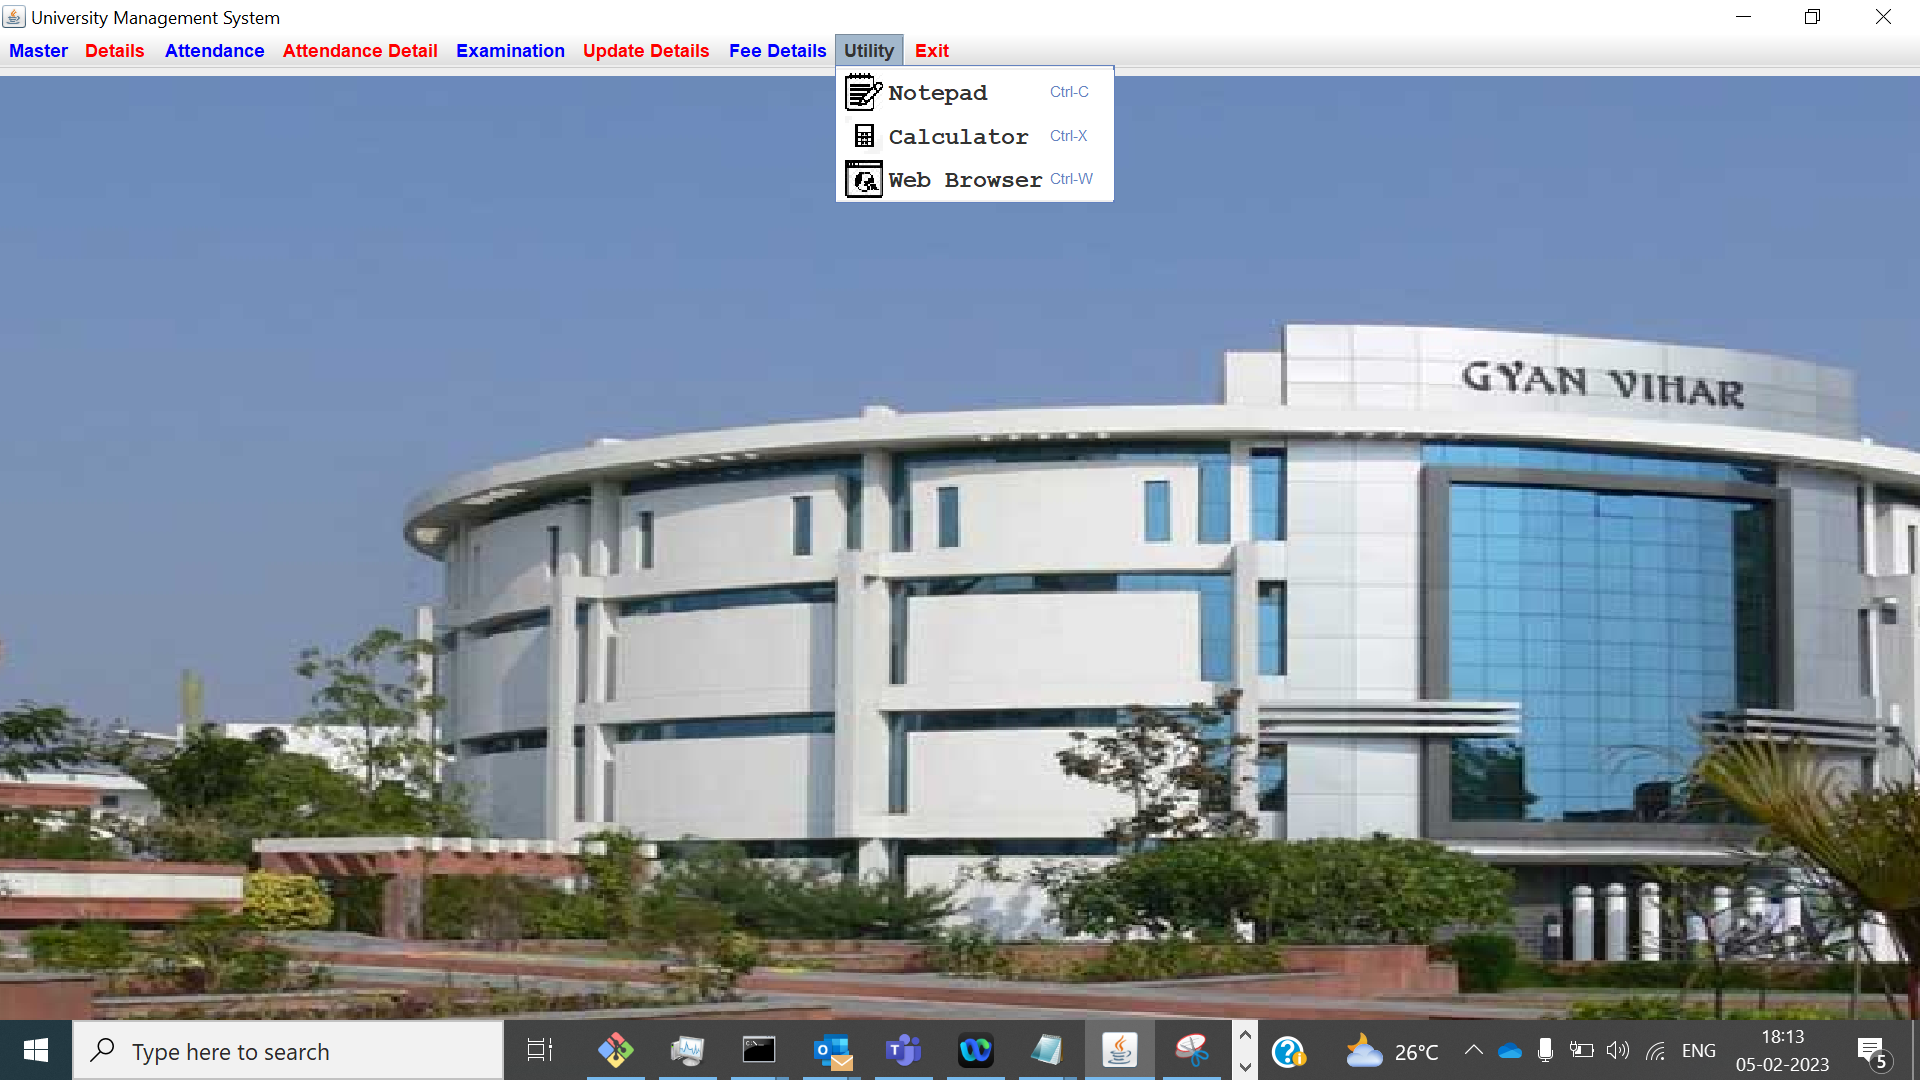 University Management System
Master Details Attendance Attendance Detail Examination Update Details Fee Details Utility Exit
Notepad Ctrl-C
Calculator Ctrl-X
Web Browser Ctrl-W
GYAN VIHAR
Type here to search
26°C
ENG
18:13
05-02-2023
5